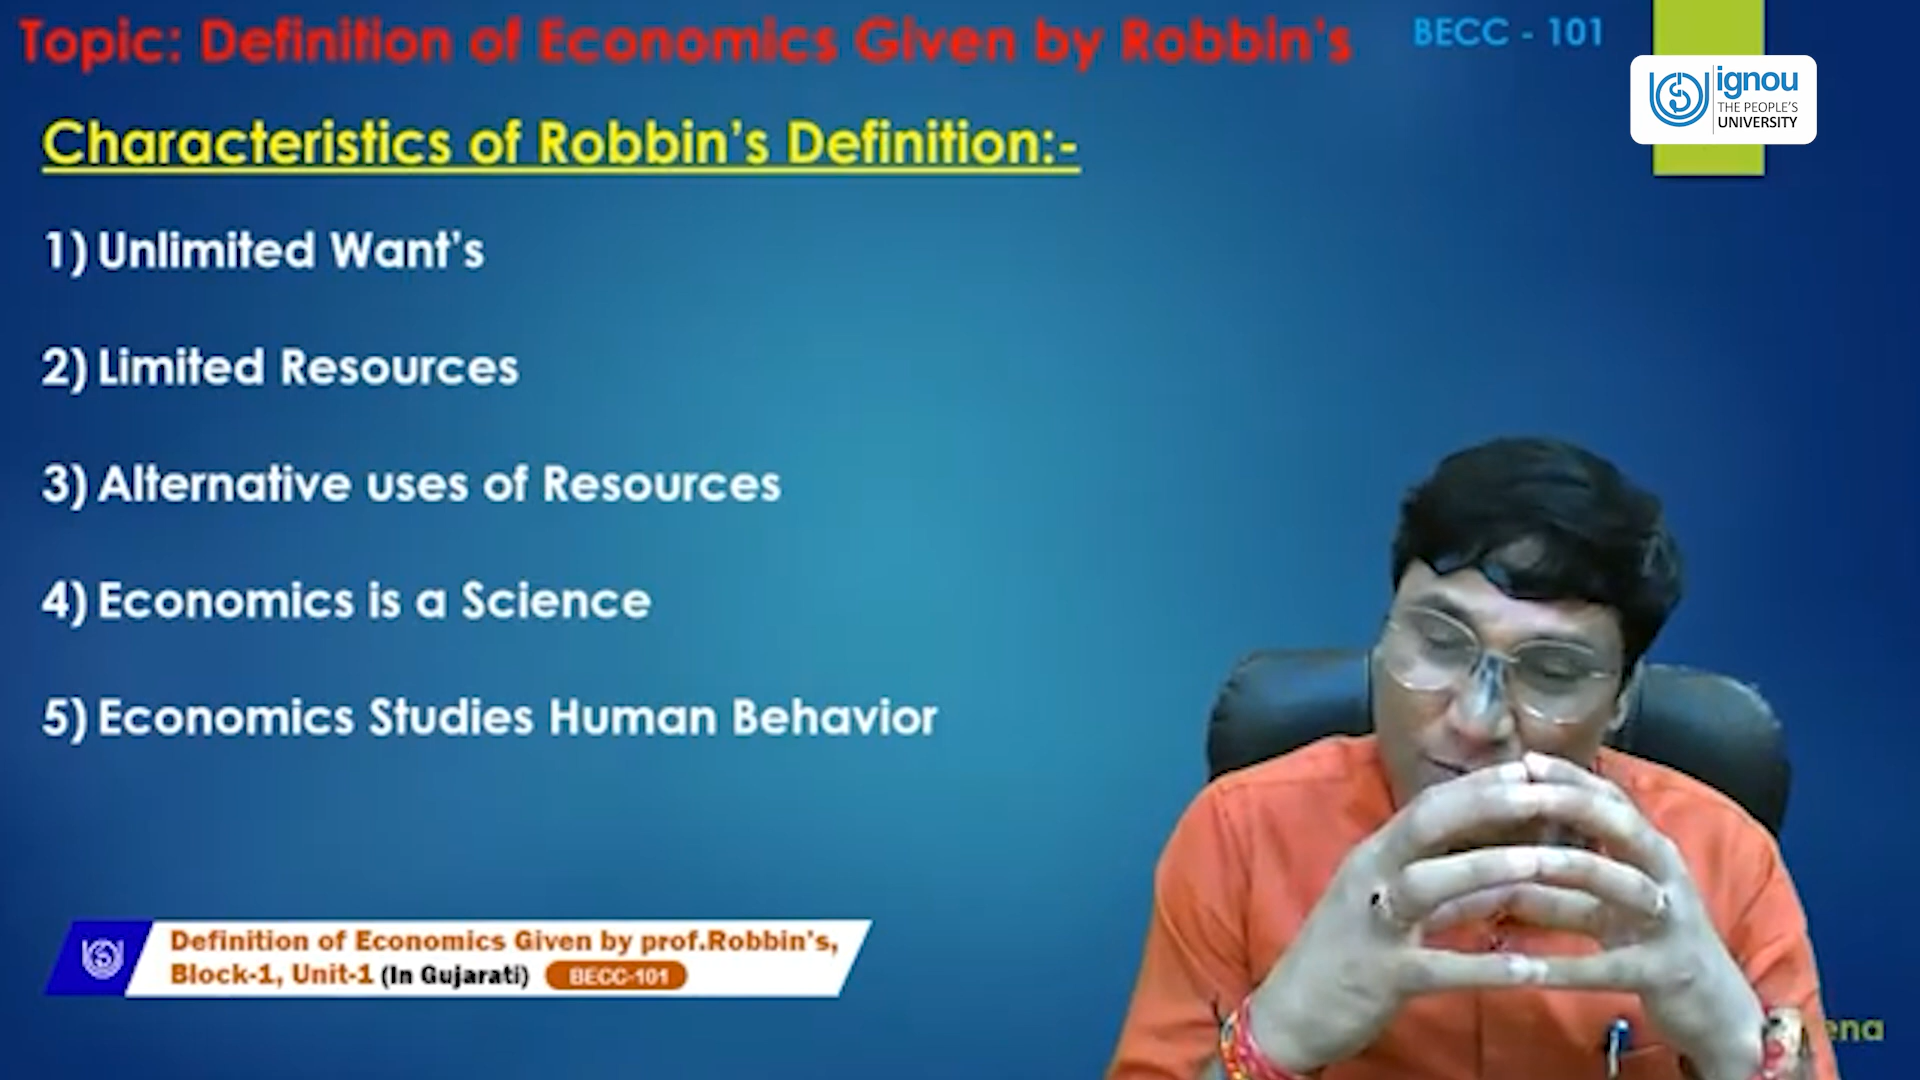 Topic: Definition of Economics Given by Robbin's
BECC - 101
ignou
THE PEOPLE'S
UNIVERSITY
Characteristics of Robbin's Definition:-
1) Unlimited Want's
2) Limited Resources
3) Alternative uses of Resources
4) Economics is a Science
5) Economics Studies Human Behavior
Definition of Economics Given by prof.Robbin's,
Block-1, Unit-1 (In Gujarati) BECC-101